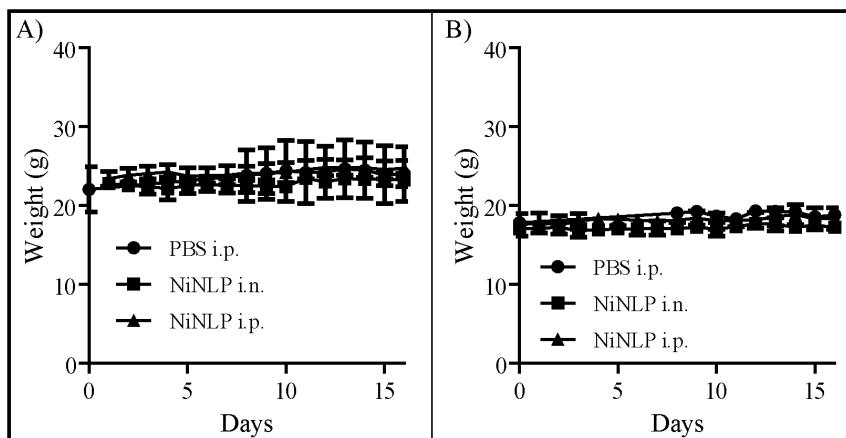 A)
40
30
20
10
0
Weight (g)
PBS i.p.
NiNLP i.n.
NiNLP i.p.
0 5 10 15
Days
B)
40
30
20
10
0
Weight (g)
PBS i.p.
NiNLP i.n.
NiNLP i.p.
0 5 10 15
Days